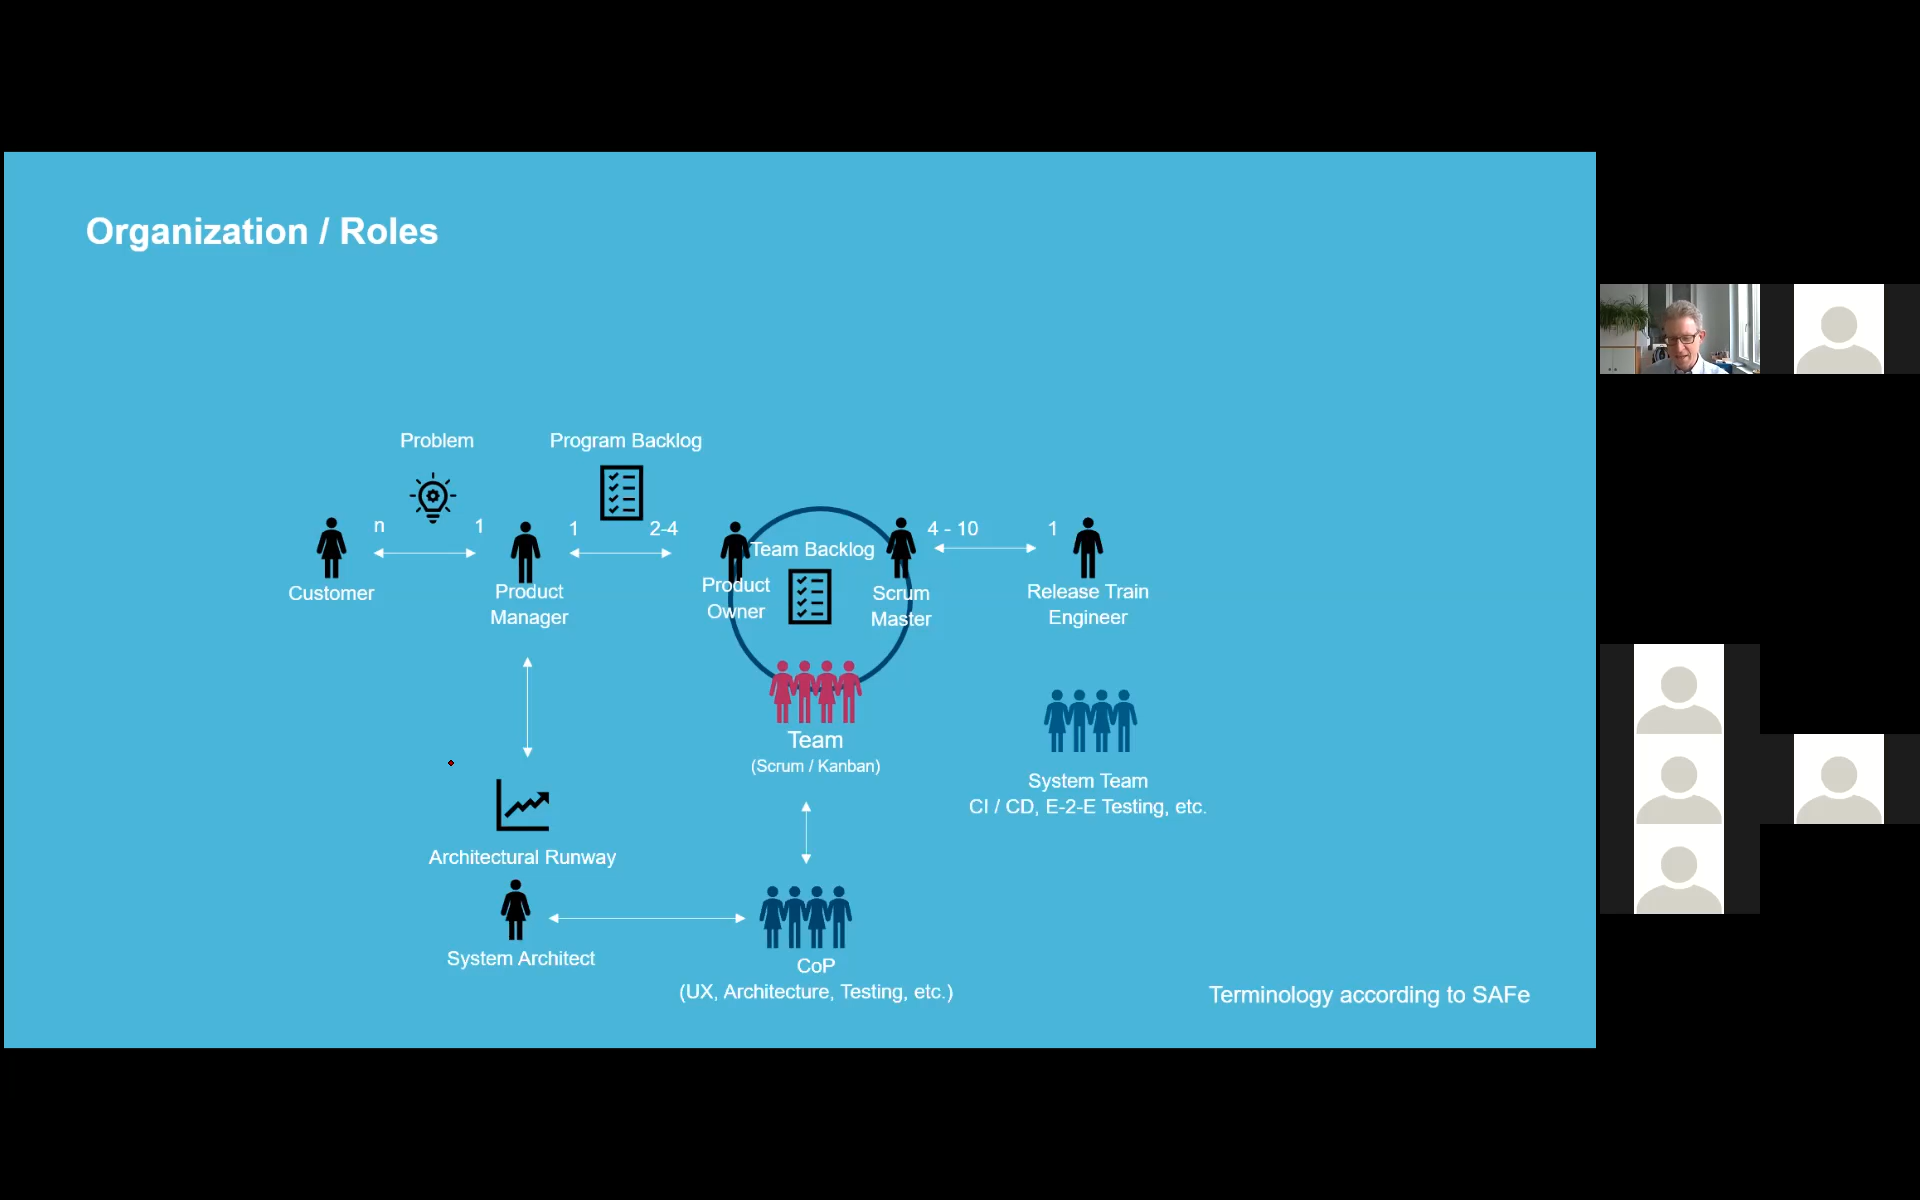 Organization / Roles
Problem
Program Backlog
n
1
1
2-4
4 - 10
1
Team Backlog
Customer
Product
Manager
Product
Owner
Scrum
Master
Release Train
Engineer
Team
(Scrum / Kanban)
System Team
CI / CD, E-2-E Testing, etc.
Architectural Runway
System Architect
CoP
(UX, Architecture, Testing, etc.)
Terminology according to SAFe